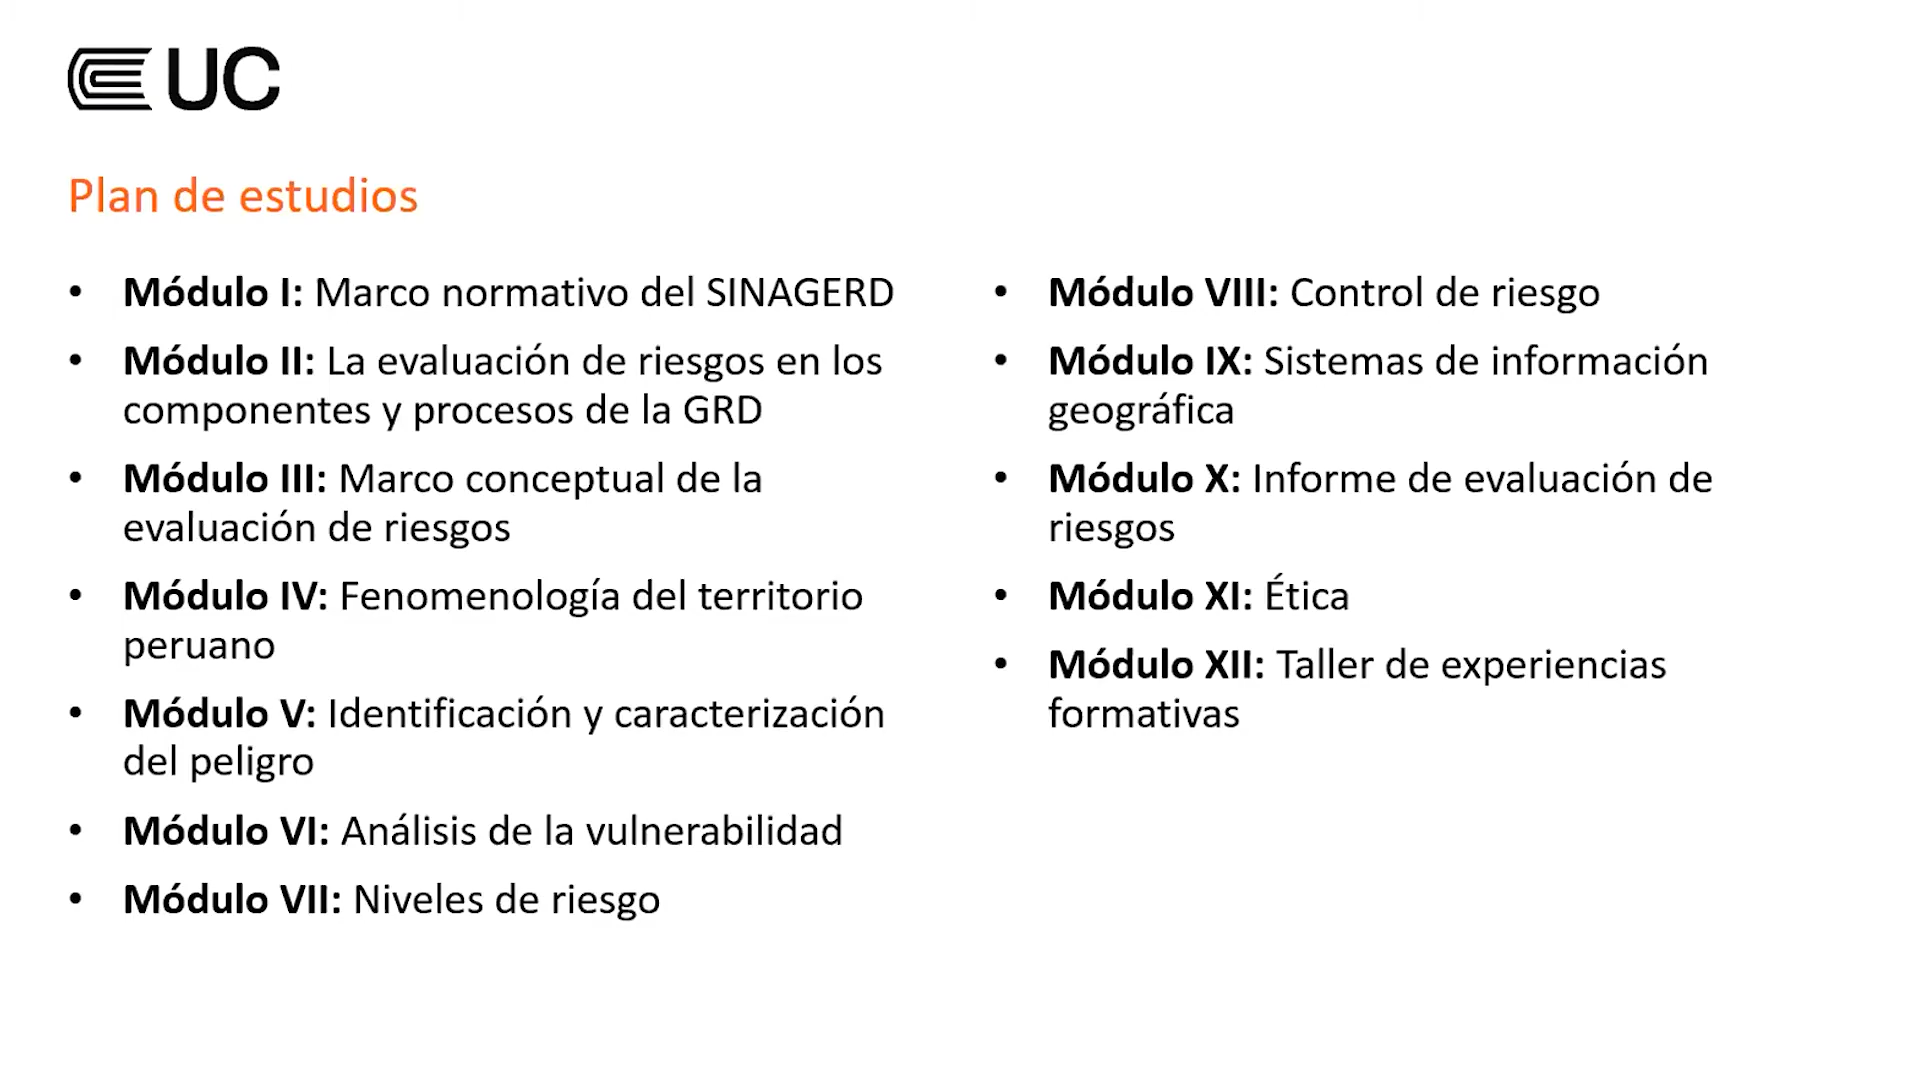 UC
Plan de estudios
• Módulo I: Marco normativo del SINAGERD
• Módulo II: La evaluación de riesgos en los
componentes y procesos de la GRD
• Módulo III: Marco conceptual de la
evaluación de riesgos
• Módulo IV: Fenomenología del territorio
peruano
• Módulo V: Identificación y caracterización
del peligro
• Módulo VI: Análisis de la vulnerabilidad
• Módulo VII: Niveles de riesgo
• Módulo VIII: Control de riesgo
• Módulo IX: Sistemas de información
geográfica
• Módulo X: Informe de evaluación de
riesgos
• Módulo XI: Ética
• Módulo XII: Taller de experiencias
formativas